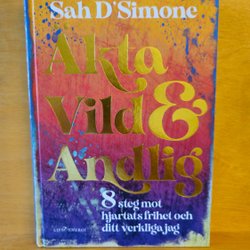 Sah D'Simone
Äkta
Vild &
Andlig
8 steg mot
hjärtats frihet och
ditt verkliga jag